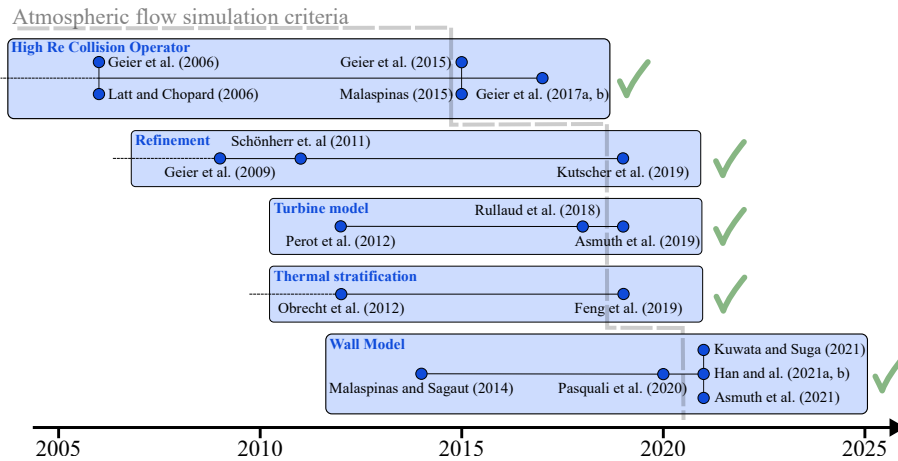 Atmospheric flow simulation criteria
High Re Collision Operator
Geier et al. (2006)
Geier et al. (2015)
Latt and Chopard (2006)
Malaspinas (2015)
Geier et al. (2017a, b)
Refinement
Schönherr et. al (2011)
Geier et al. (2009)
Kutscher et al. (2019)
Turbine model
Rullaud et al. (2018)
Perot et al. (2012)
Asmuth et al. (2019)
Thermal stratification
Obrecht et al. (2012)
Feng et al. (2019)
Wall Model
Kuwata and Suga (2021)
Han and al. (2021a, b)
Malaspinas and Sagaut (2014)
Pasquali et al. (2020)
Asmuth et al. (2021)
2005 2010 2015 2020 2025